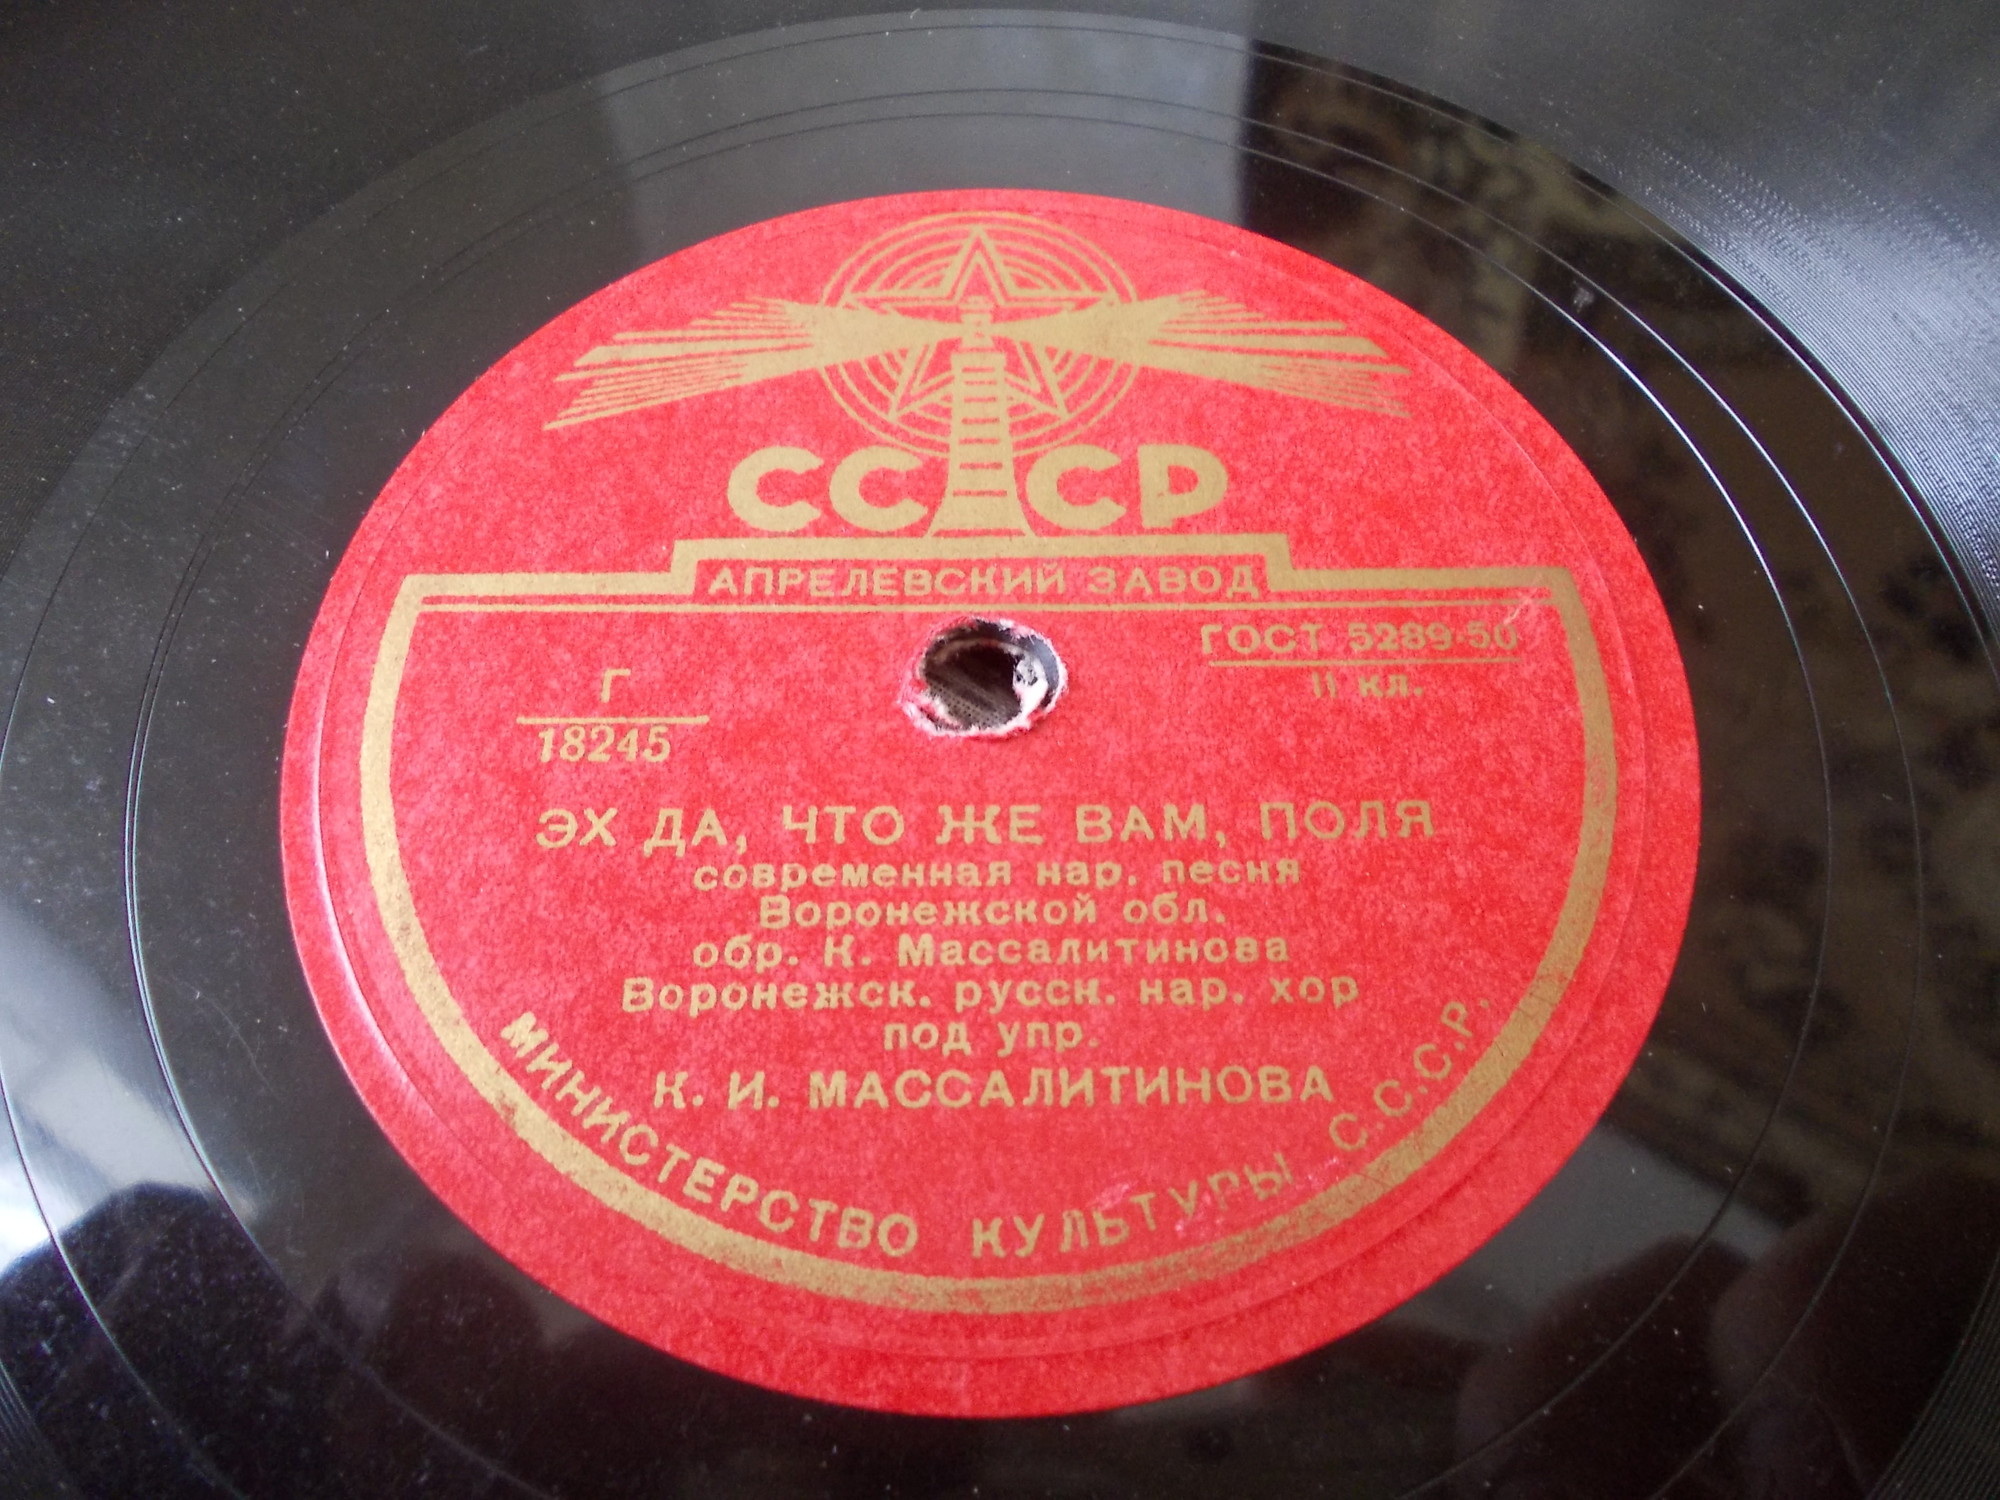 СССР
АПРЕЛЕВСКИЙ ЗАВОД
ГОСТ 5289-50
II кл.
Г
18245
ЭХ ДА, ЧТО ЖЕ ВАМ, ПОЛЯ
современная нар. песня
Воронежской обл.
обр. К. Массалитинова
Воронежск. русск. нар. хор
под упр.
К. И. МАССАЛИТИНОВА
МИНИСТЕРСТВО КУЛЬТУРЫ С.С.С.Р.